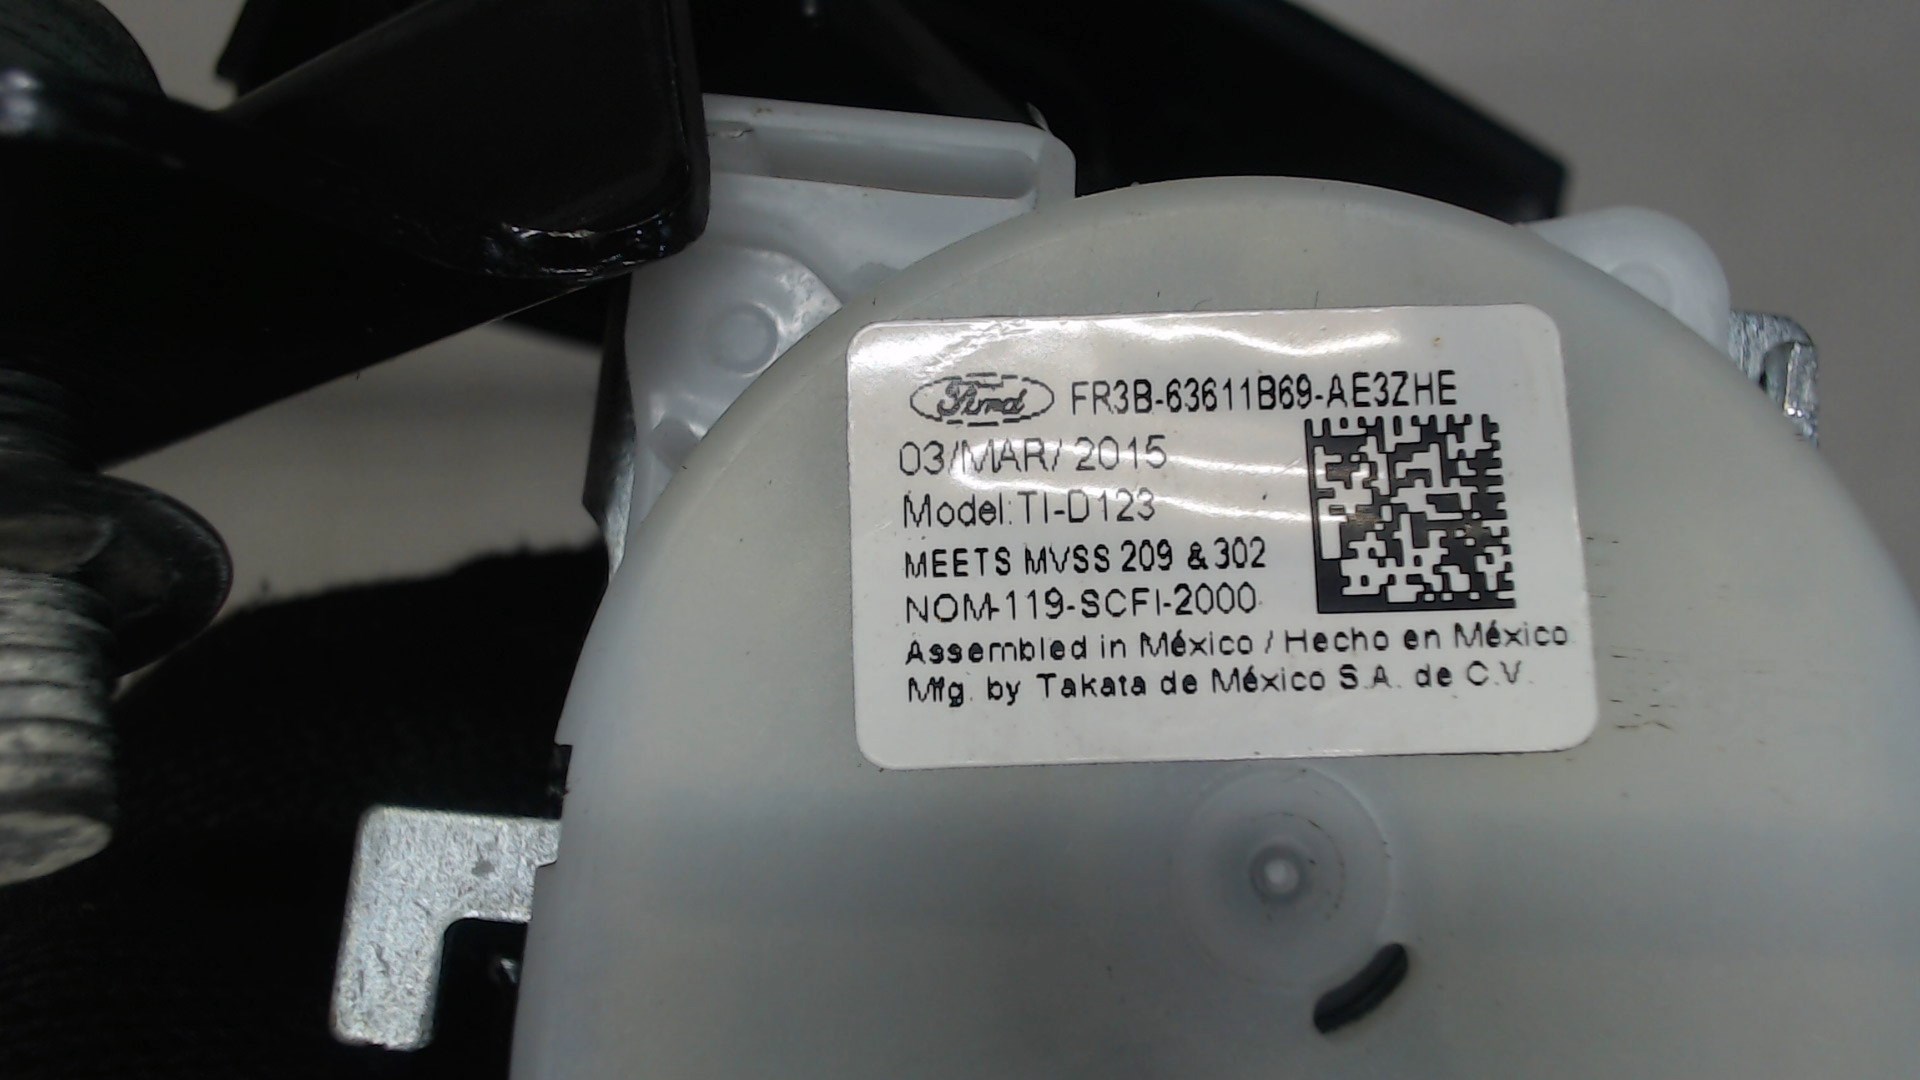 Ford FR3B-63611B69-AE3ZHE
03/MAR/ 2015
Model: TI-D123
MEETS MVSS 209 & 302
NOM-119-SCFI-2000
Assembled in México / Hecho en México
Mfg. by Takata de México S.A. de C.V.